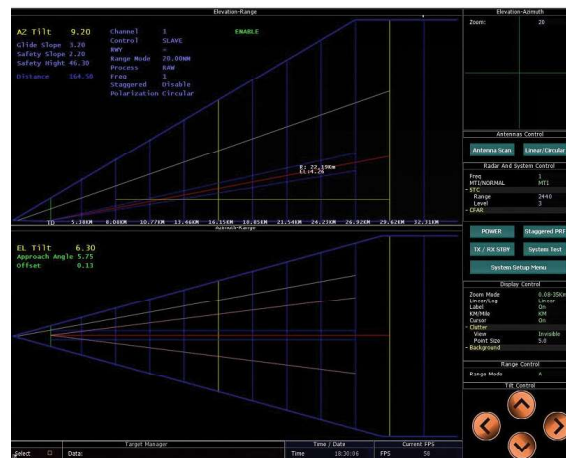 Elevation-Range
AZ Tilt 9.20
Glide Slope 3.20
Safety Slope 2.20
Safety Hight 46.30
Distance 164.50
Channel 1
Control SLAVE
RWY -
Range Mode 20.00NM
Process RAW
Freq 1
Staggered Disable
Polarization Circular
ENABLE
R: 22.19Km
EL:4.26
TD 5.38KM 8.08KM 10.77KM 13.46KM 16.15KM 18.85KM 21.54KM 24.23KM 26.92KM 29.62KM 32.31KM
Azimuth-Range
EL Tilt 6.30
Approach Angle 5.75
Offset 0.13
Target Manager
Select
Data:
Time / Date
Time 18:30:06
Current FPS
FPS 50
Elevation-Azimuth
Zoom: 20
Antennas Control
Antenna Scan
Linear/Circular
Radar And System Control
Freq 1
MTI/NORMAL MTI
- STC
Range 2440
Level 3
- CFAR
POWER
Staggered PRF
TX / RX STBY
System Test
System Setup Menu
Display Control
Zoom Mode 0.08-35Km
Linear/Log Linear
Label On
KM/Mile KM
Cursor On
- Clutter
View Invisible
Point Size 5.0
- Background
Range Control
Range Mode A
Tilt Control